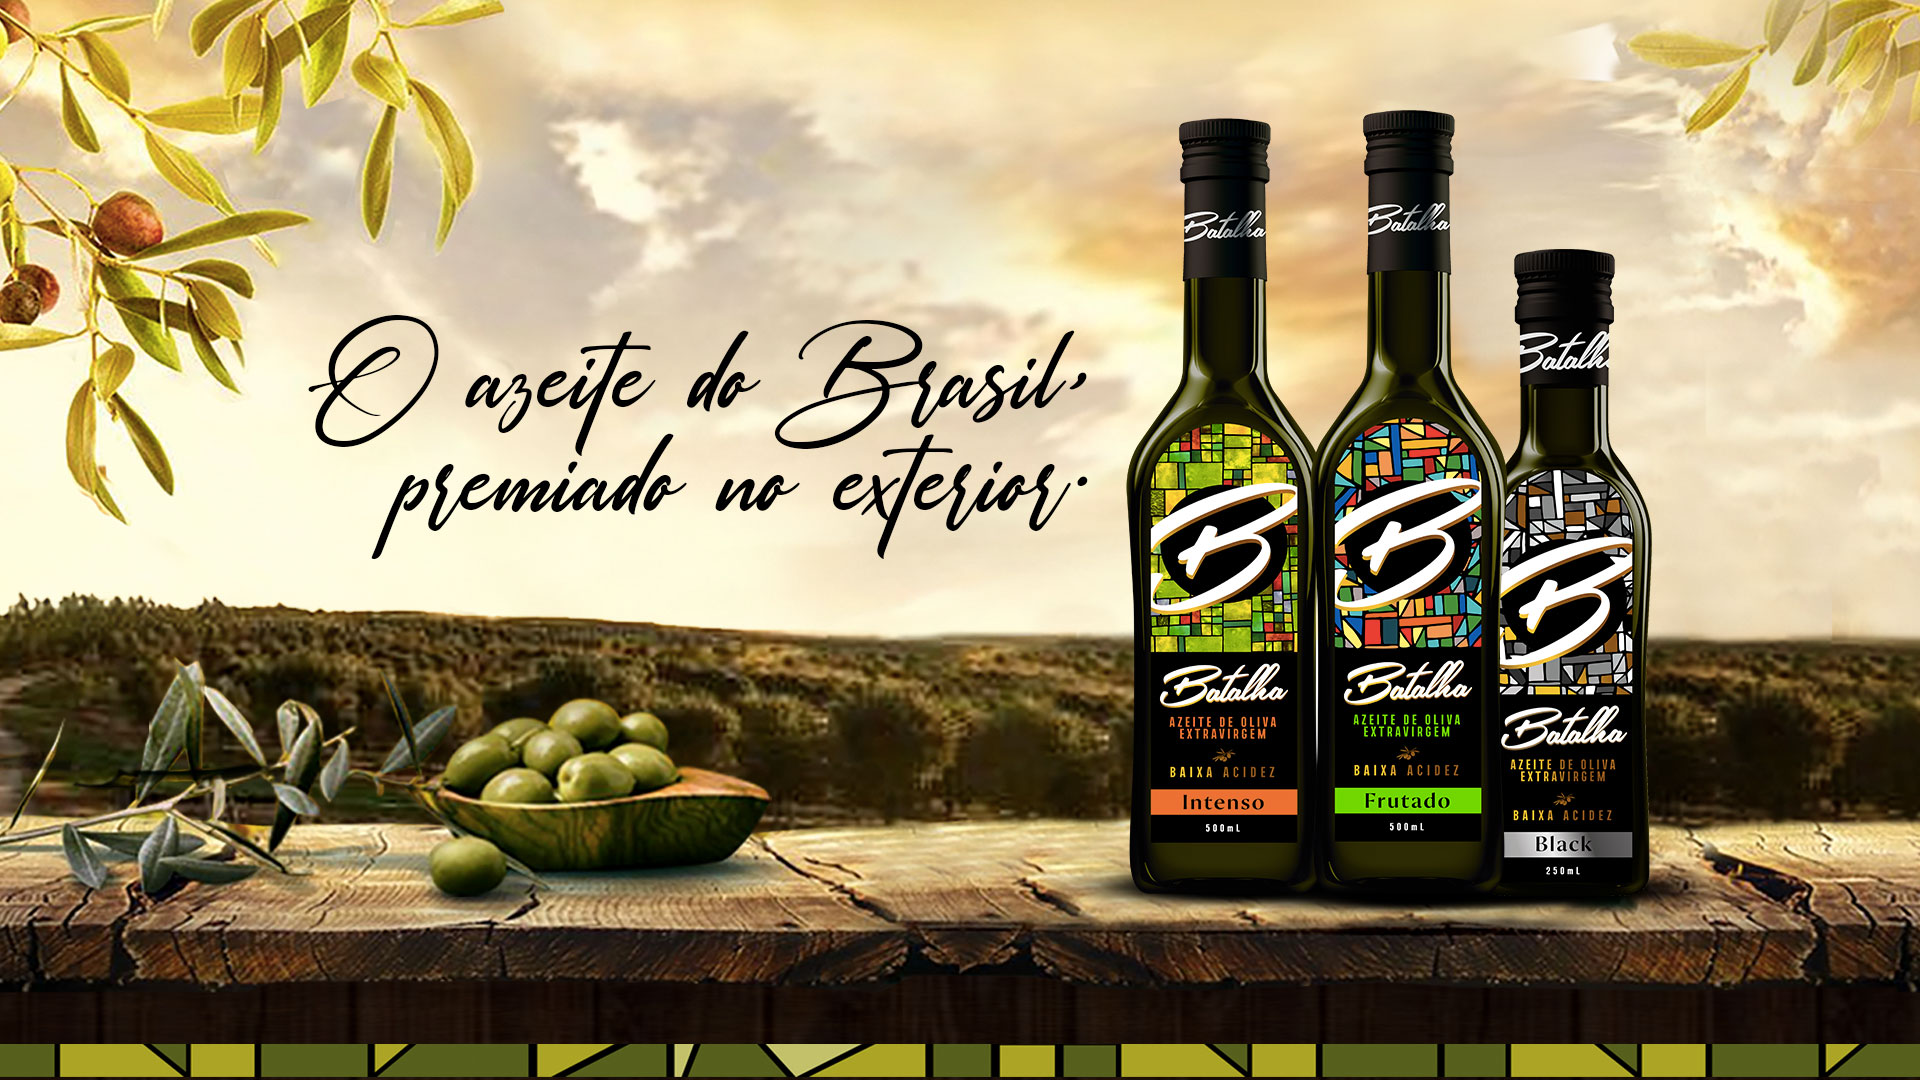 O azeite do Brasil,
premiado no exterior.
Batalha
B
Batalha
AZEITE DE OLIVA
EXTRAVIRGEM
BAIXA ACIDEZ
Intenso
500mL
Batalha
B
Batalha
AZEITE DE OLIVA
EXTRAVIRGEM
BAIXA ACIDEZ
Frutado
500mL
Batalha
B
Batalha
AZEITE DE OLIVA
EXTRAVIRGEM
BAIXA ACIDEZ
Black
250mL